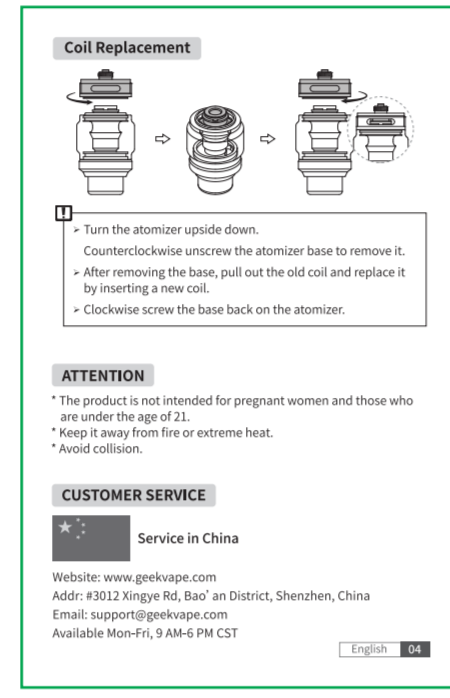 Coil Replacement
!
➢ Turn the atomizer upside down.
Counterclockwise unscrew the atomizer base to remove it.
➢ After removing the base, pull out the old coil and replace it
by inserting a new coil.
➢ Clockwise screw the base back on the atomizer.
ATTENTION
* The product is not intended for pregnant women and those who
are under the age of 21.
* Keep it away from fire or extreme heat.
* Avoid collision.
CUSTOMER SERVICE
Service in China
Website: www.geekvape.com
Addr: #3012 Xingye Rd, Bao’ an District, Shenzhen, China
Email: support@geekvape.com
Available Mon-Fri, 9 AM-6 PM CST
English 04